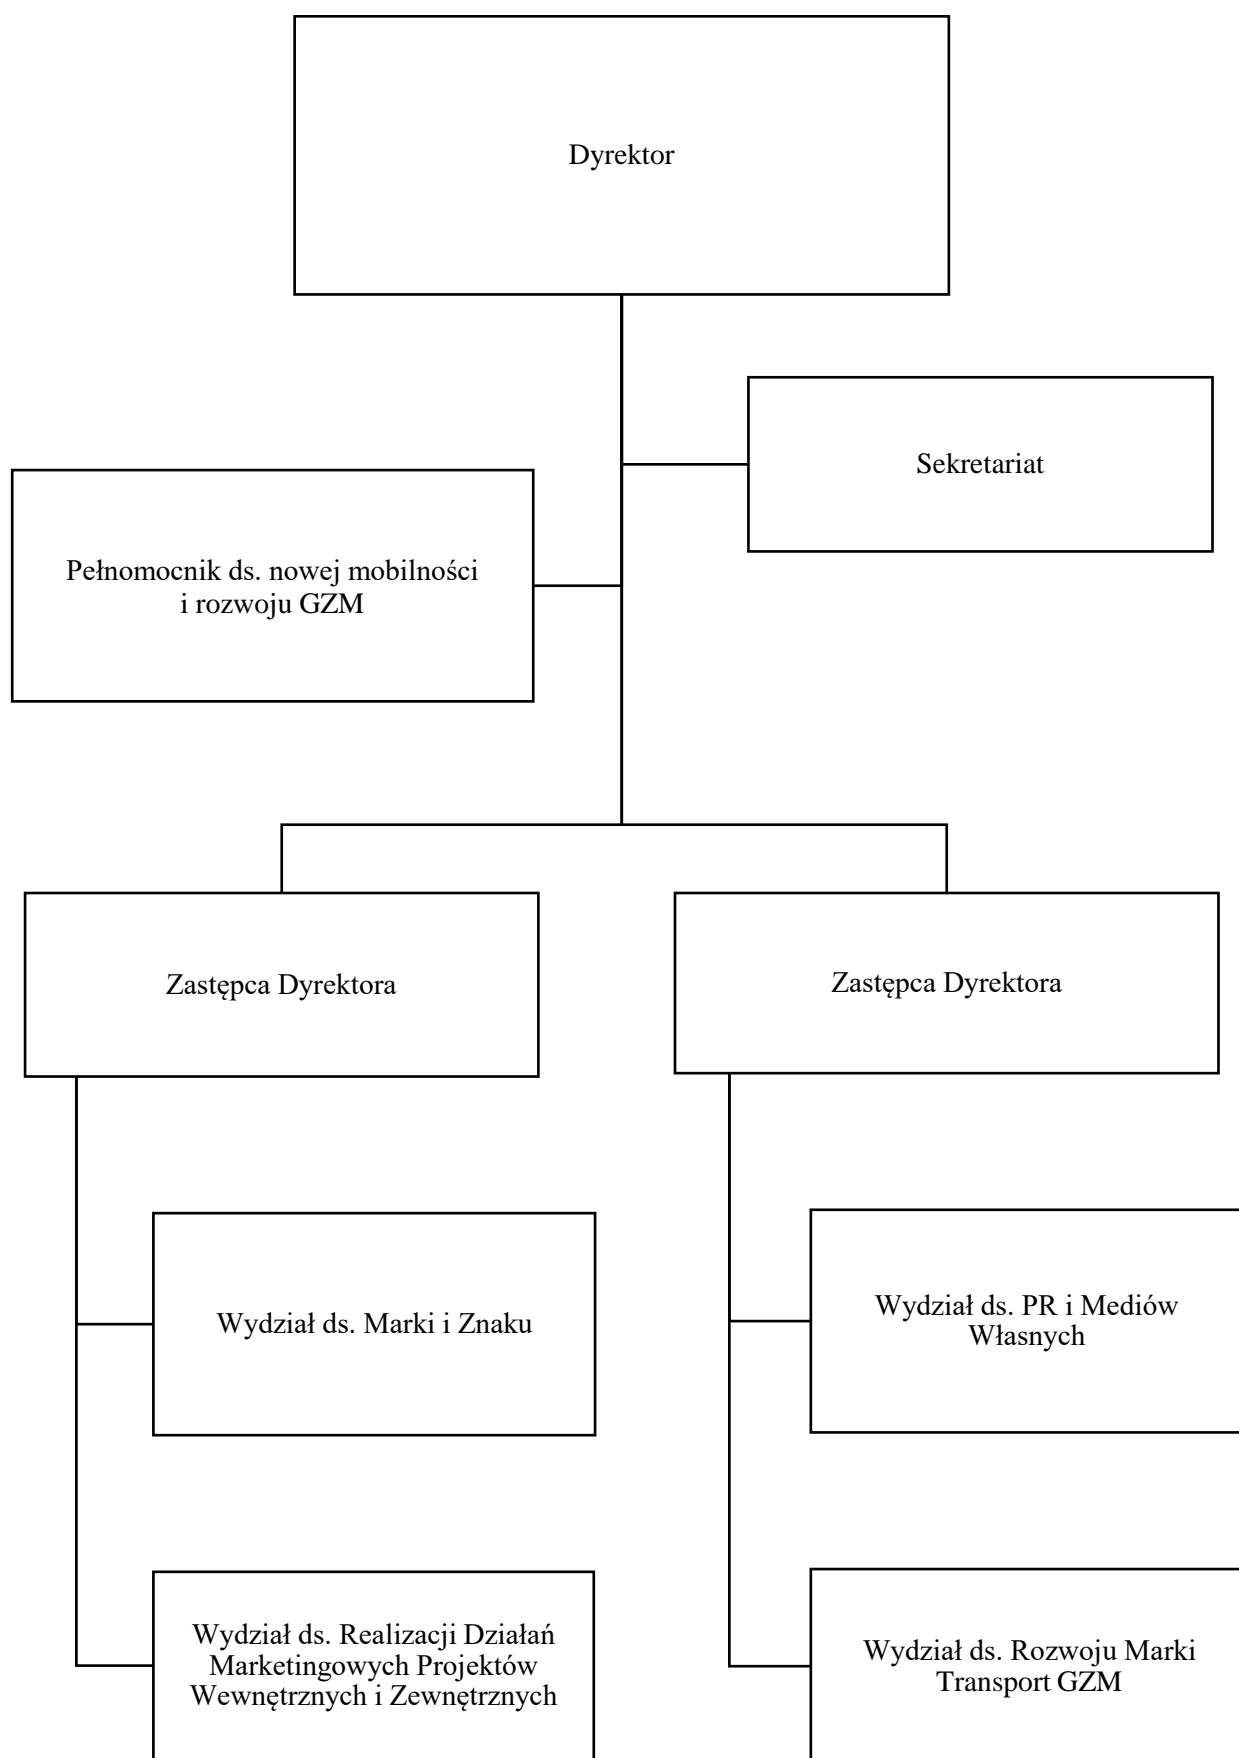 Dyrektor
Sekretariat
Pełnomocnik ds. nowej mobilności
i rozwoju GZM
Zastępca Dyrektora
Zastępca Dyrektora
Wydział ds. Marki i Znaku
Wydział ds. PR i Mediów
Własnych
Wydział ds. Realizacji Działań
Marketingowych Projektów
Wewnętrznych i Zewnętrznych
Wydział ds. Rozwoju Marki
Transport GZM